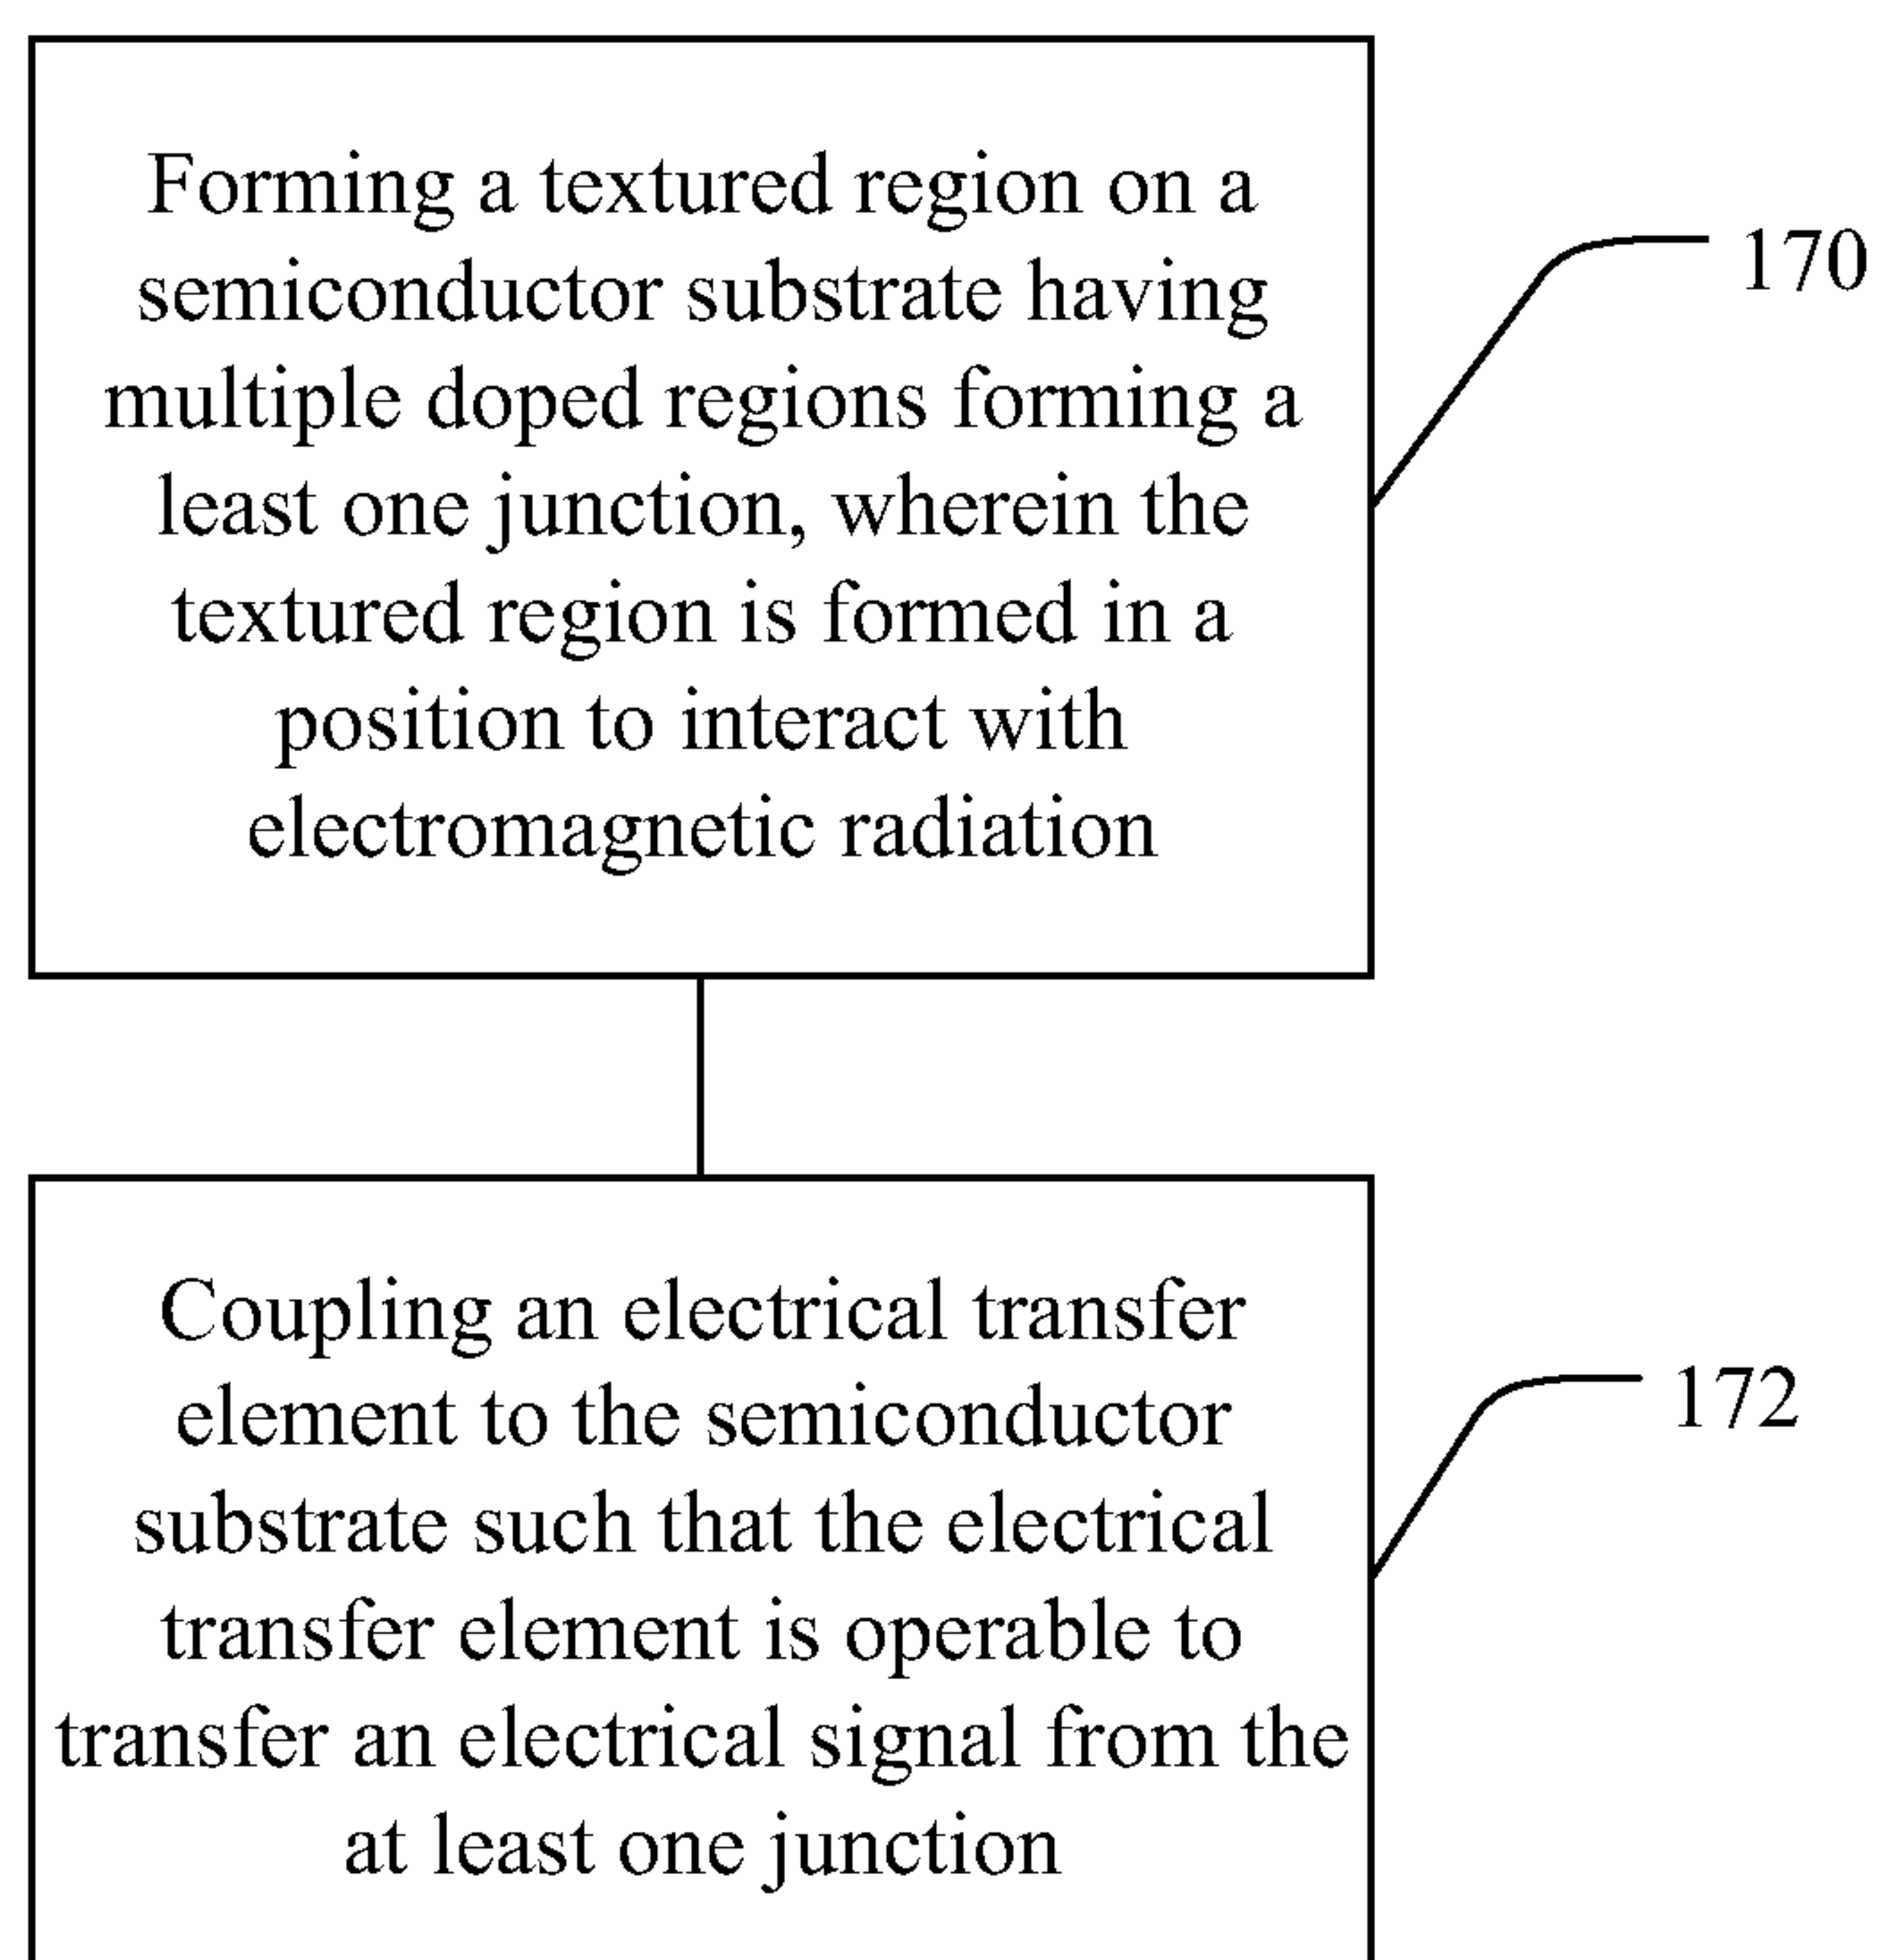 Forming a textured region on a
semiconductor substrate having
multiple doped regions forming a
least one junction, wherein the
textured region is formed in a
position to interact with
electromagnetic radiation
170
Coupling an electrical transfer
element to the semiconductor
substrate such that the electrical
transfer element is operable to
transfer an electrical signal from the
at least one junction
172